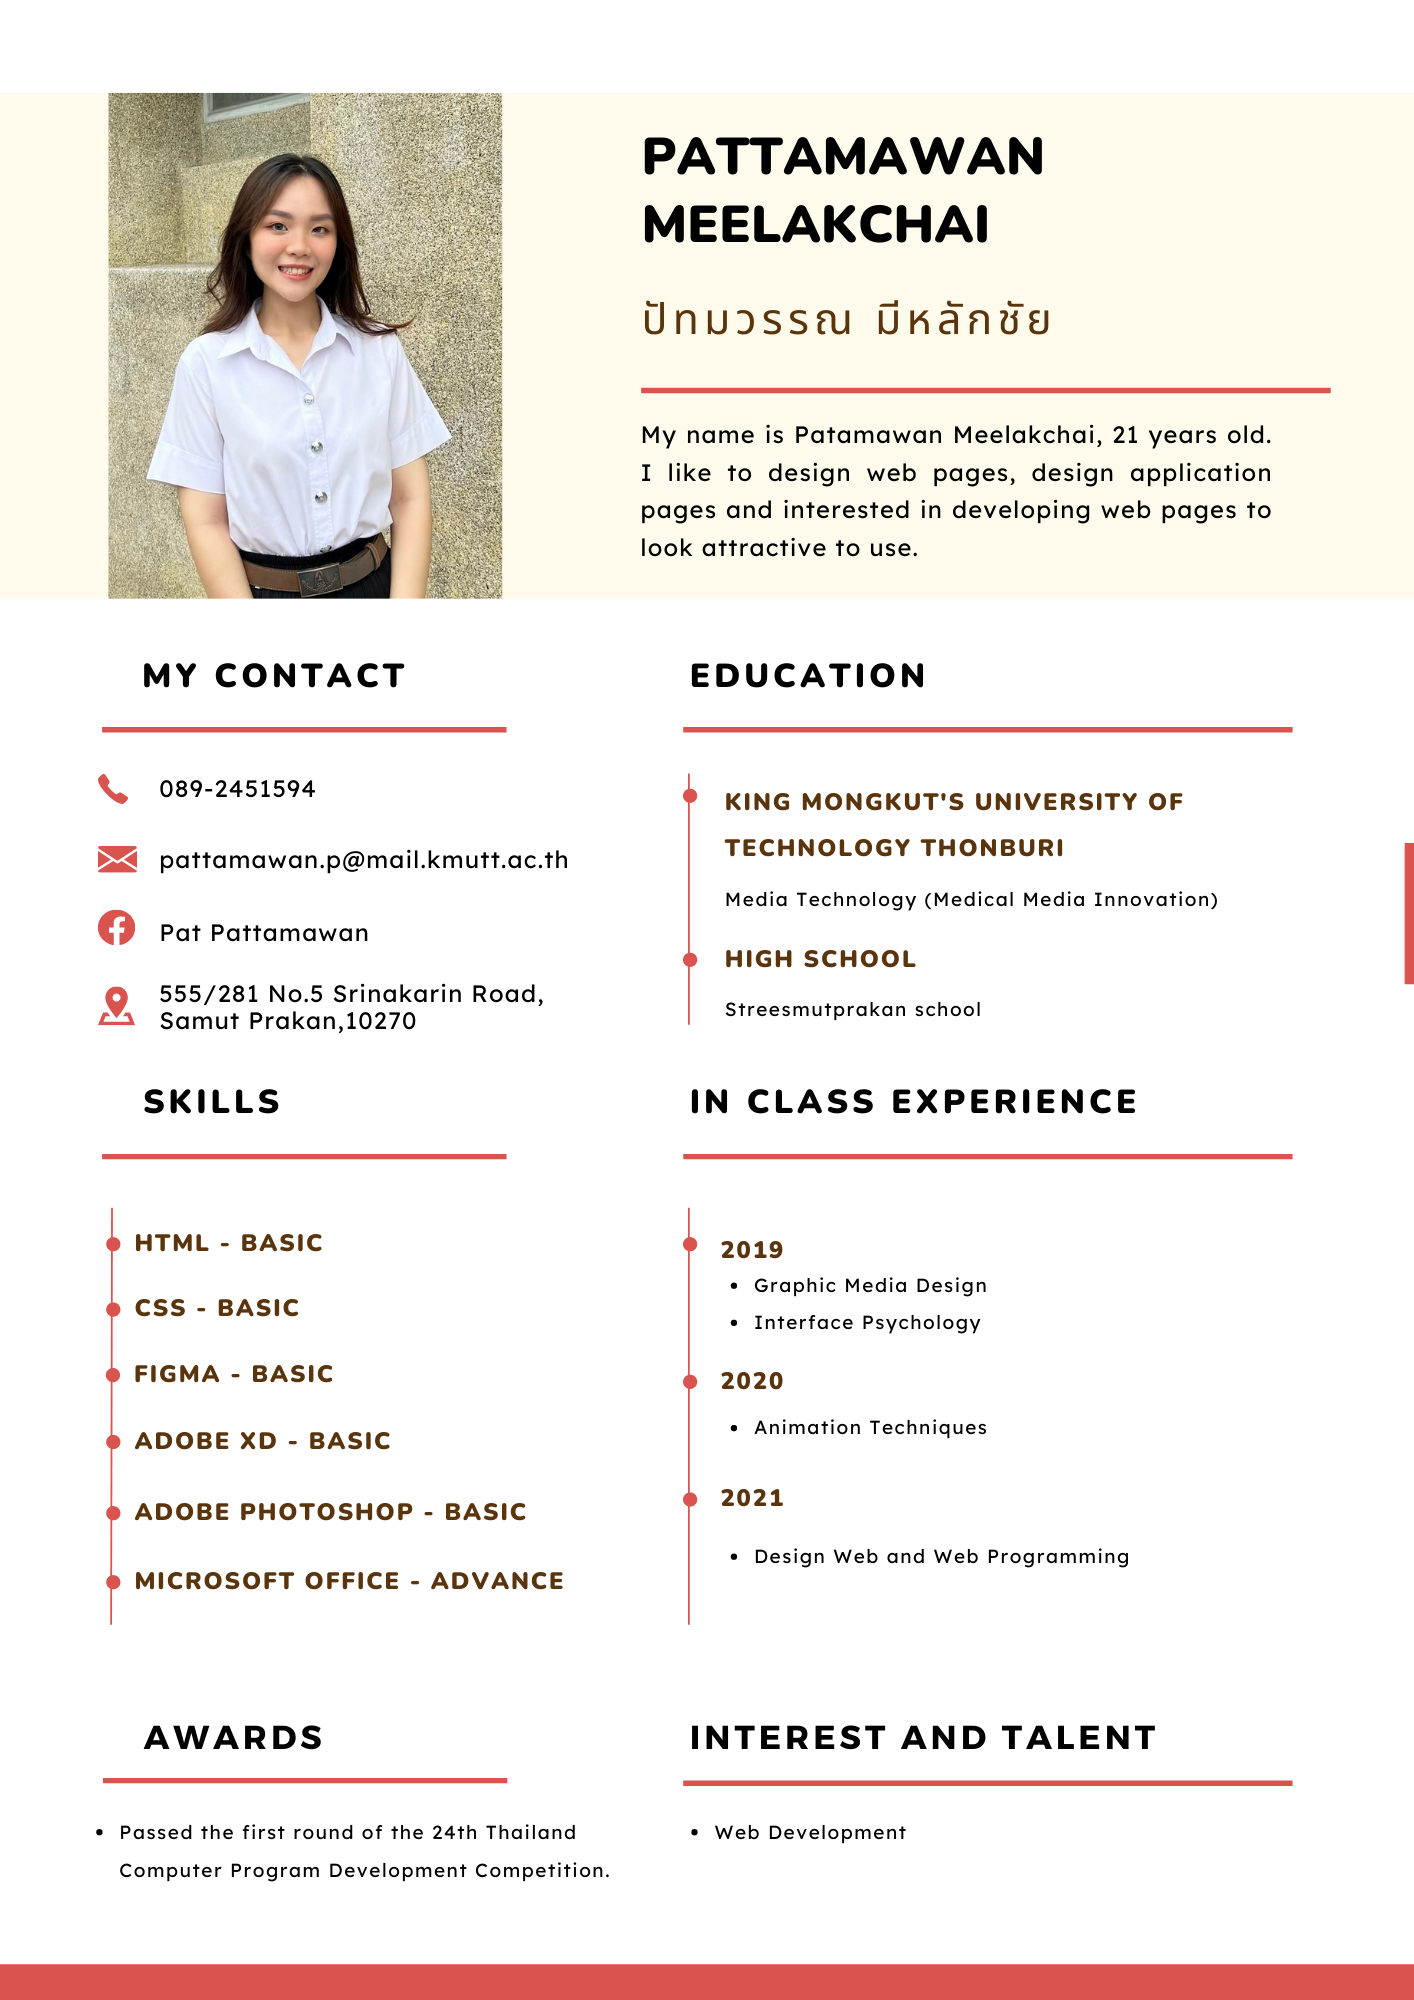 PATTAMAWAN
MEELAKCHAI
ปัทมวรรณ มีหลักชัย
My name is Patamawan Meelakchai, 21 years old.
I like to design web pages, design application
pages and interested in developing web pages to
look attractive to use.
MY CONTACT
089-2451594
pattamawan.p@mail.kmutt.ac.th
Pat Pattamawan
555/281 No.5 Srinakarin Road,
Samut Prakan,10270
EDUCATION
KING MONGKUT'S UNIVERSITY OF
TECHNOLOGY THONBURI
Media Technology (Medical Media Innovation)
HIGH SCHOOL
Streesmutprakan school
SKILLS
HTML - BASIC
CSS - BASIC
FIGMA - BASIC
ADOBE XD - BASIC
ADOBE PHOTOSHOP - BASIC
MICROSOFT OFFICE - ADVANCE
IN CLASS EXPERIENCE
2019
• Graphic Media Design
• Interface Psychology
2020
• Animation Techniques
2021
• Design Web and Web Programming
AWARDS
• Passed the first round of the 24th Thailand
Computer Program Development Competition.
INTEREST AND TALENT
• Web Development